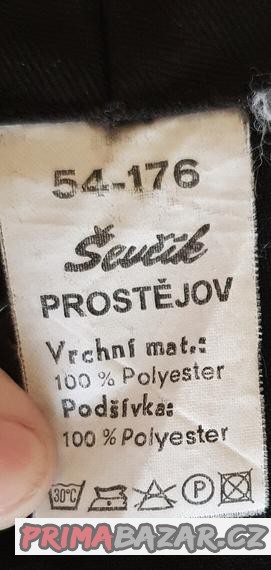 54-176
Ševčík
PROSTĚJOV
Vrchní mat.:
100 % Polyester
Podšívka:
100 % Polyester
30°C P
PRIMABAZAR.CZ